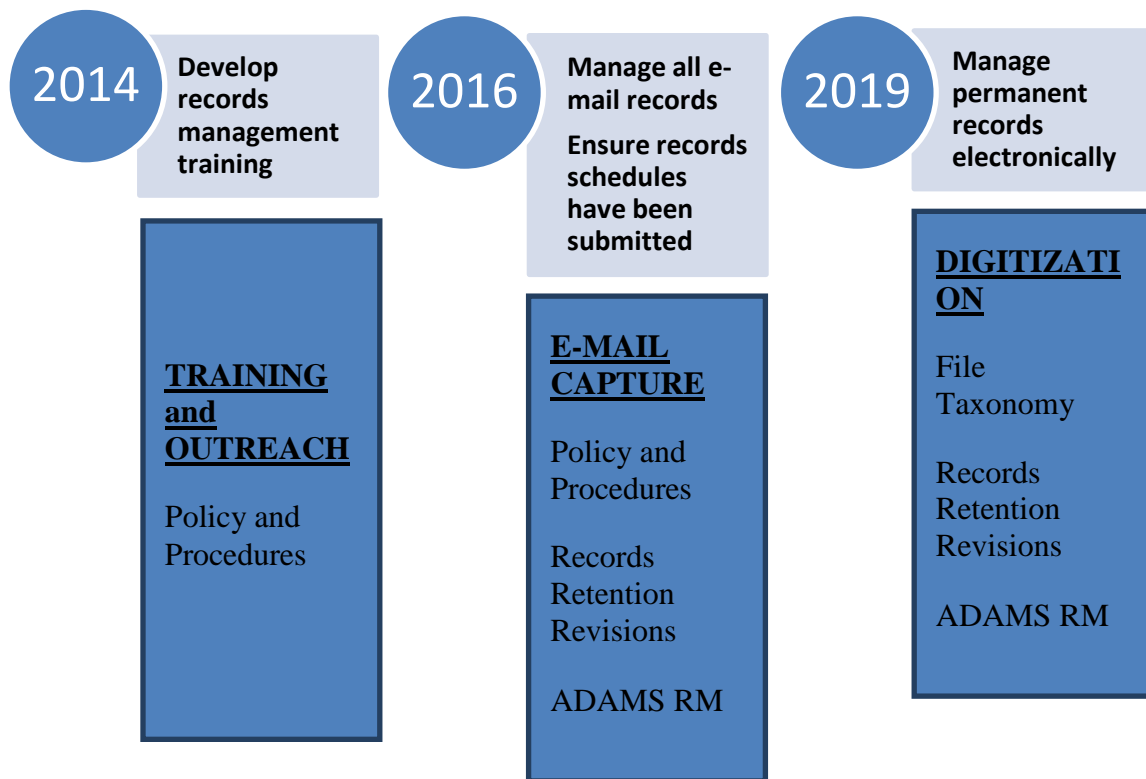 2014
Develop
records
management
training
TRAINING
and
OUTREACH
Policy and
Procedures
2016
Manage all e-
mail records
Ensure records
schedules
have been
submitted
E-MAIL
CAPTURE
Policy and
Procedures
Records
Retention
Revisions
ADAMS RM
2019
Manage
permanent
records
electronically
DIGITIZATI
ON
File
Taxonomy
Records
Retention
Revisions
ADAMS RM